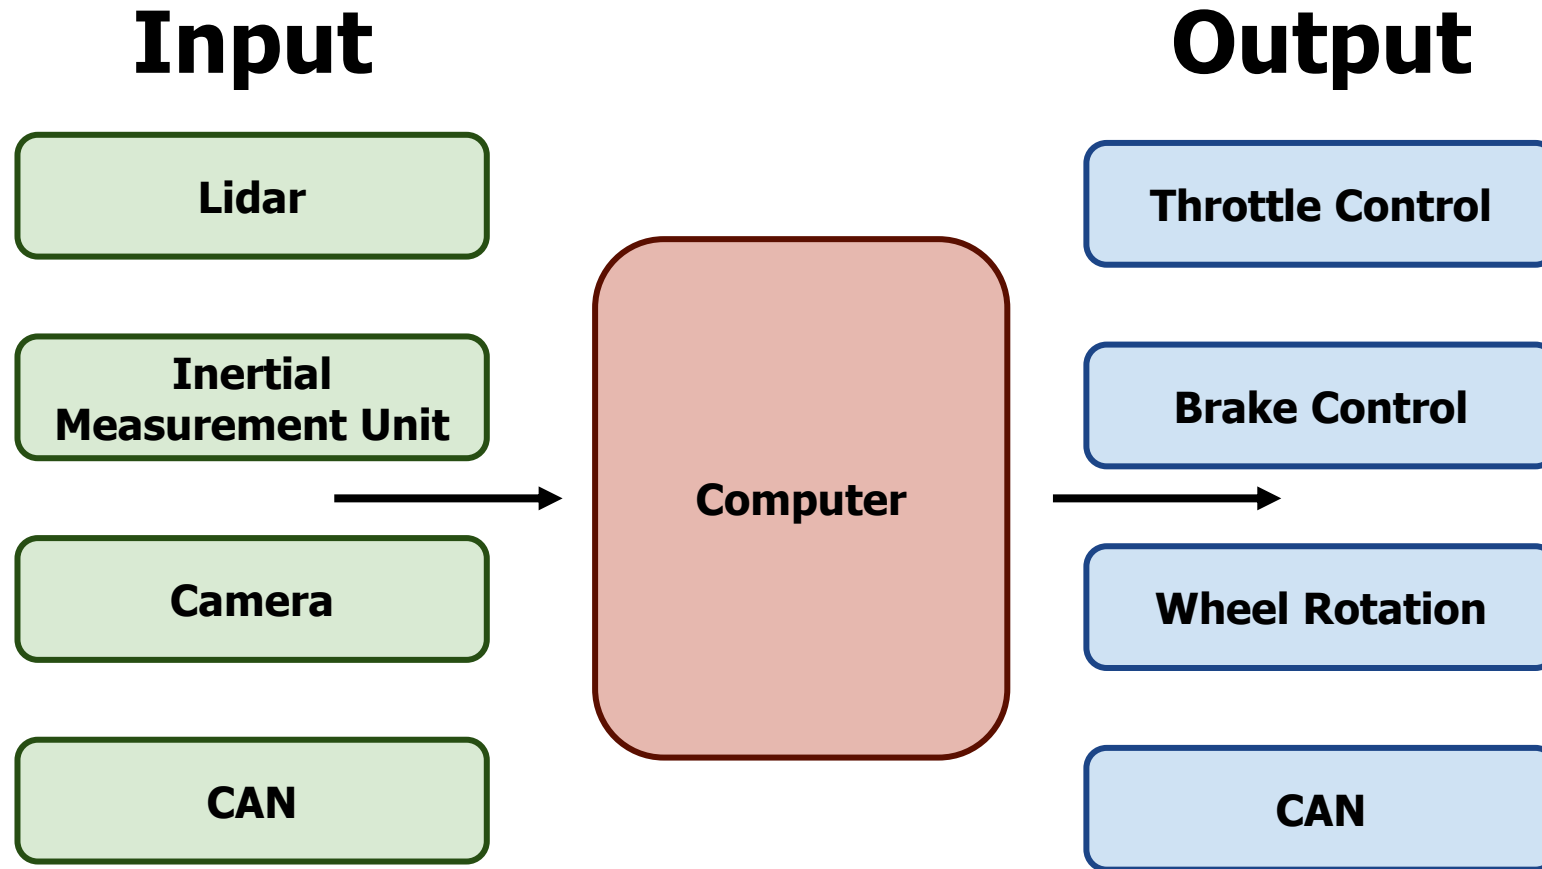 Input
Output
Lidar
Inertial
Measurement Unit
Camera
CAN
Computer
Throttle Control
Brake Control
Wheel Rotation
CAN